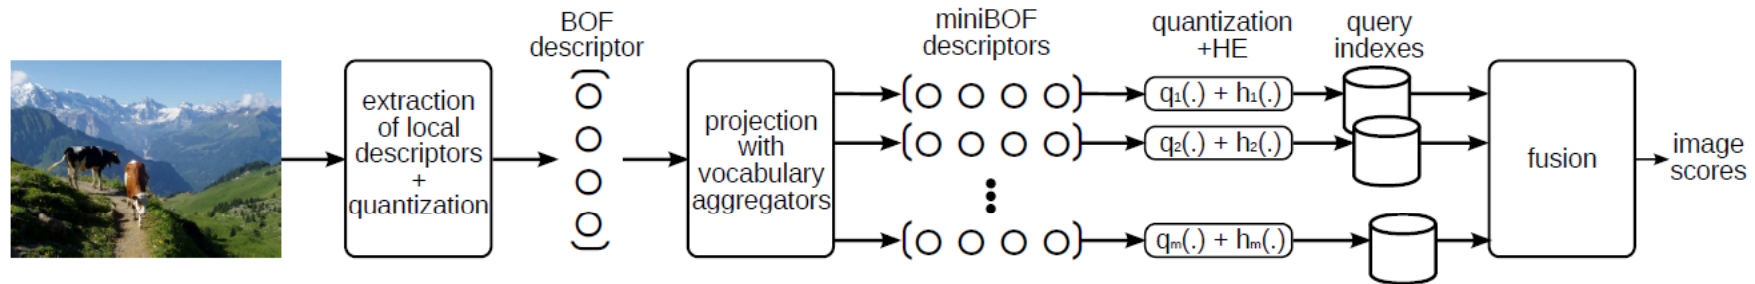 BOF
descriptor
miniBOF
descriptors
quantization
+HE
query
indexes
extraction
of local
descriptors
+
quantization
projection
with
vocabulary
aggregators
q₁(.) + h₁(.)
q₂(.) + h₂(.)
qₘ(.) + hₘ(.)
fusion
image
scores